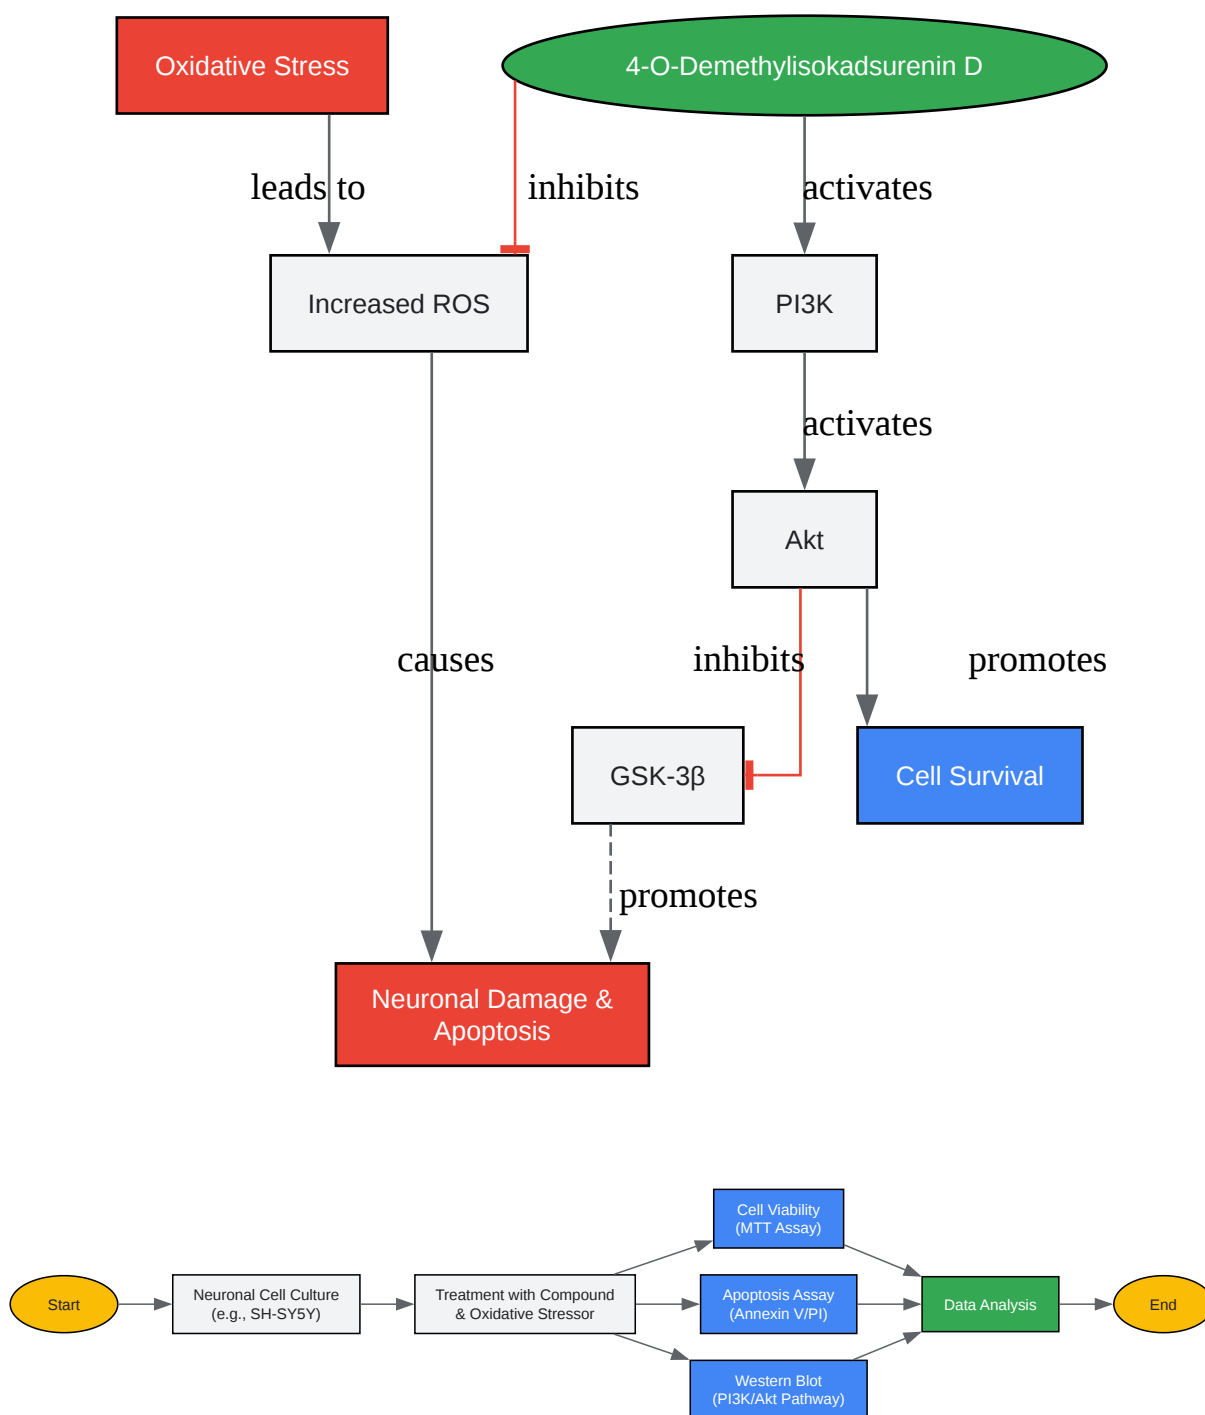 Oxidative Stress
4-O-Demethylisokadsurenin D
leads to
inhibits
activates
Increased ROS
PI3K
activates
Akt
causes
inhibits
promotes
GSK-3β
Cell Survival
promotes
Neuronal Damage &
Apoptosis
Start
Neuronal Cell Culture
(e.g., SH-SY5Y)
Treatment with Compound
& Oxidative Stressor
Cell Viability
(MTT Assay)
Apoptosis Assay
(Annexin V/PI)
Western Blot
(PI3K/Akt Pathway)
Data Analysis
End